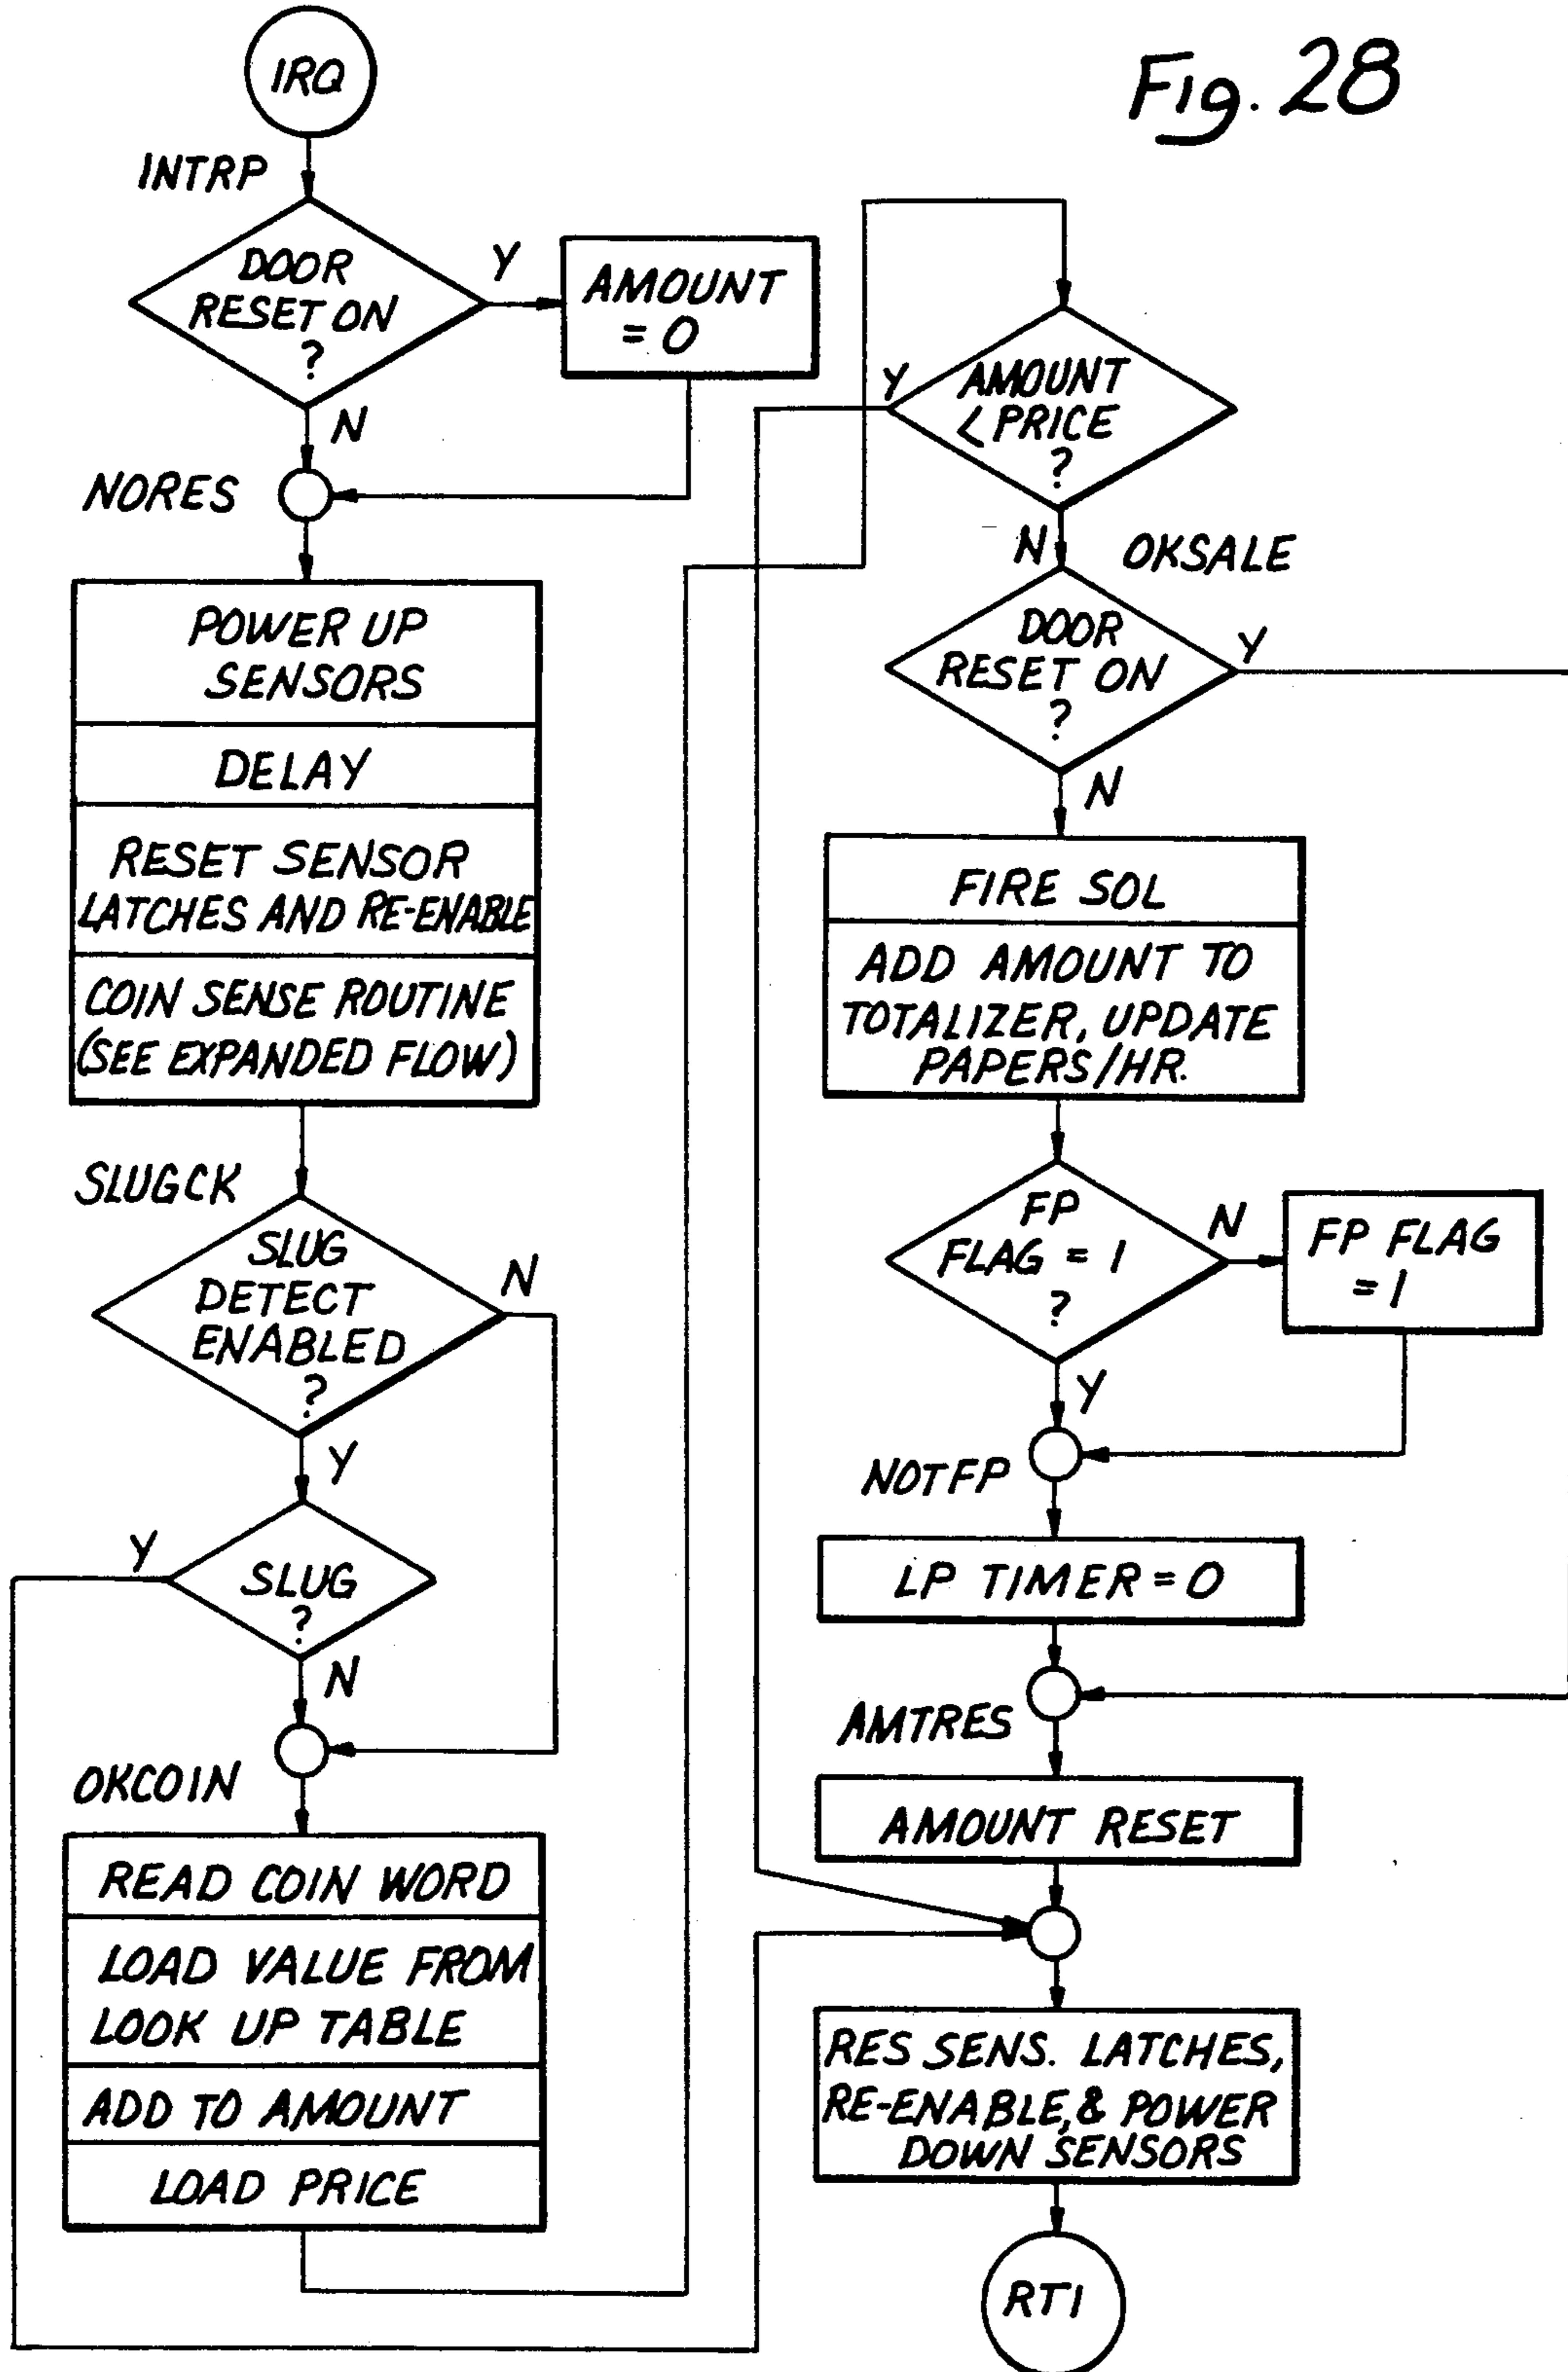 Fig. 28
IRQ
INTRP
DOOR
RESET ON
?
Y
AMOUNT
= 0
N
NORES
POWER UP
SENSORS
DELAY
RESET SENSOR
LATCHES AND RE-ENABLE
COIN SENSE ROUTINE
(SEE EXPANDED FLOW)
SLUGCK
SLUG
DETECT
ENABLED
?
N
Y
SLUG
?
Y
N
OKCOIN
READ COIN WORD
LOAD VALUE FROM
LOOK UP TABLE
ADD TO AMOUNT
LOAD PRICE
AMOUNT
< PRICE
?
Y
N
OKSALE
DOOR
RESET ON
?
Y
N
FIRE SOL
ADD AMOUNT TO
TOTALIZER, UPDATE
PAPERS/HR.
FP
FLAG = 1
?
N
FP FLAG
= 1
Y
NOTFP
LP TIMER = 0
AMTRES
AMOUNT RESET
RES SENS. LATCHES,
RE-ENABLE, & POWER
DOWN SENSORS
RTI